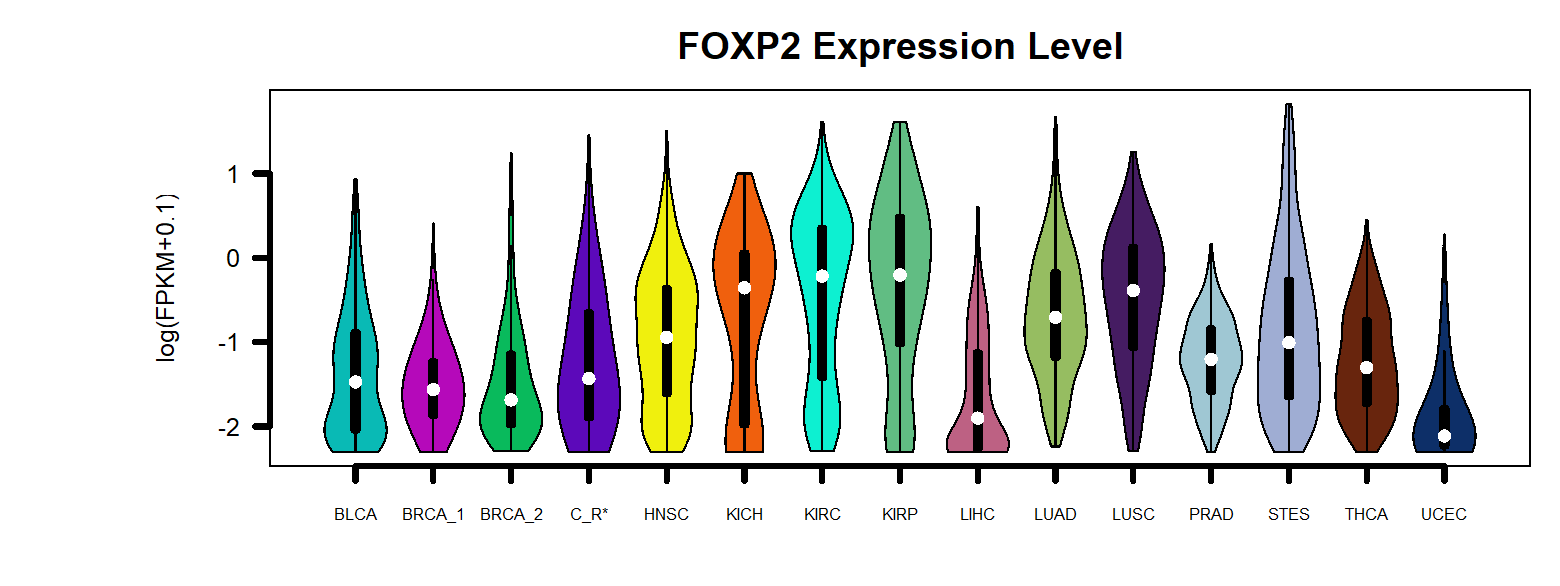 FOXP2 Expression Level
log(FPKM+0.1)
1
0
-1
-2
BLCA BRCA_1 BRCA_2 C_R* HNSC KICH KIRC KIRP LIHC LUAD LUSC PRAD STES THCA UCEC